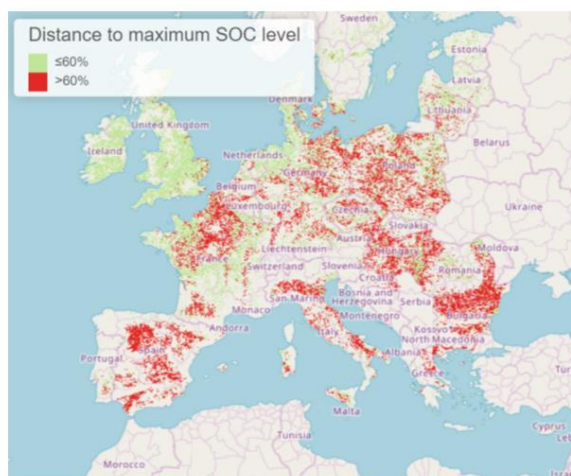 Distance to maximum SOC level
≤60%
>60%
Sweden
Estonia
Latvia
Denmark
Lithuania
United Kingdom
Ireland
Belarus
Netherlands
Poland
Germany
Belgium
Luxembourg
Ukraine
Czechia
Slovakia
Austria
Moldova
Liechtenstein
Hungary
France
Switzerland
Slovenia
Romania
Croatia
San Marino
Bosnia and
Herzegovina
Serbia
Monaco
Montenegro
Bulgaria
Andorra
Italy
Kosovo
North Macedonia
Albania
Portugal
Spain
Greece
Malta
Tunisia
Cyprus
Morocco